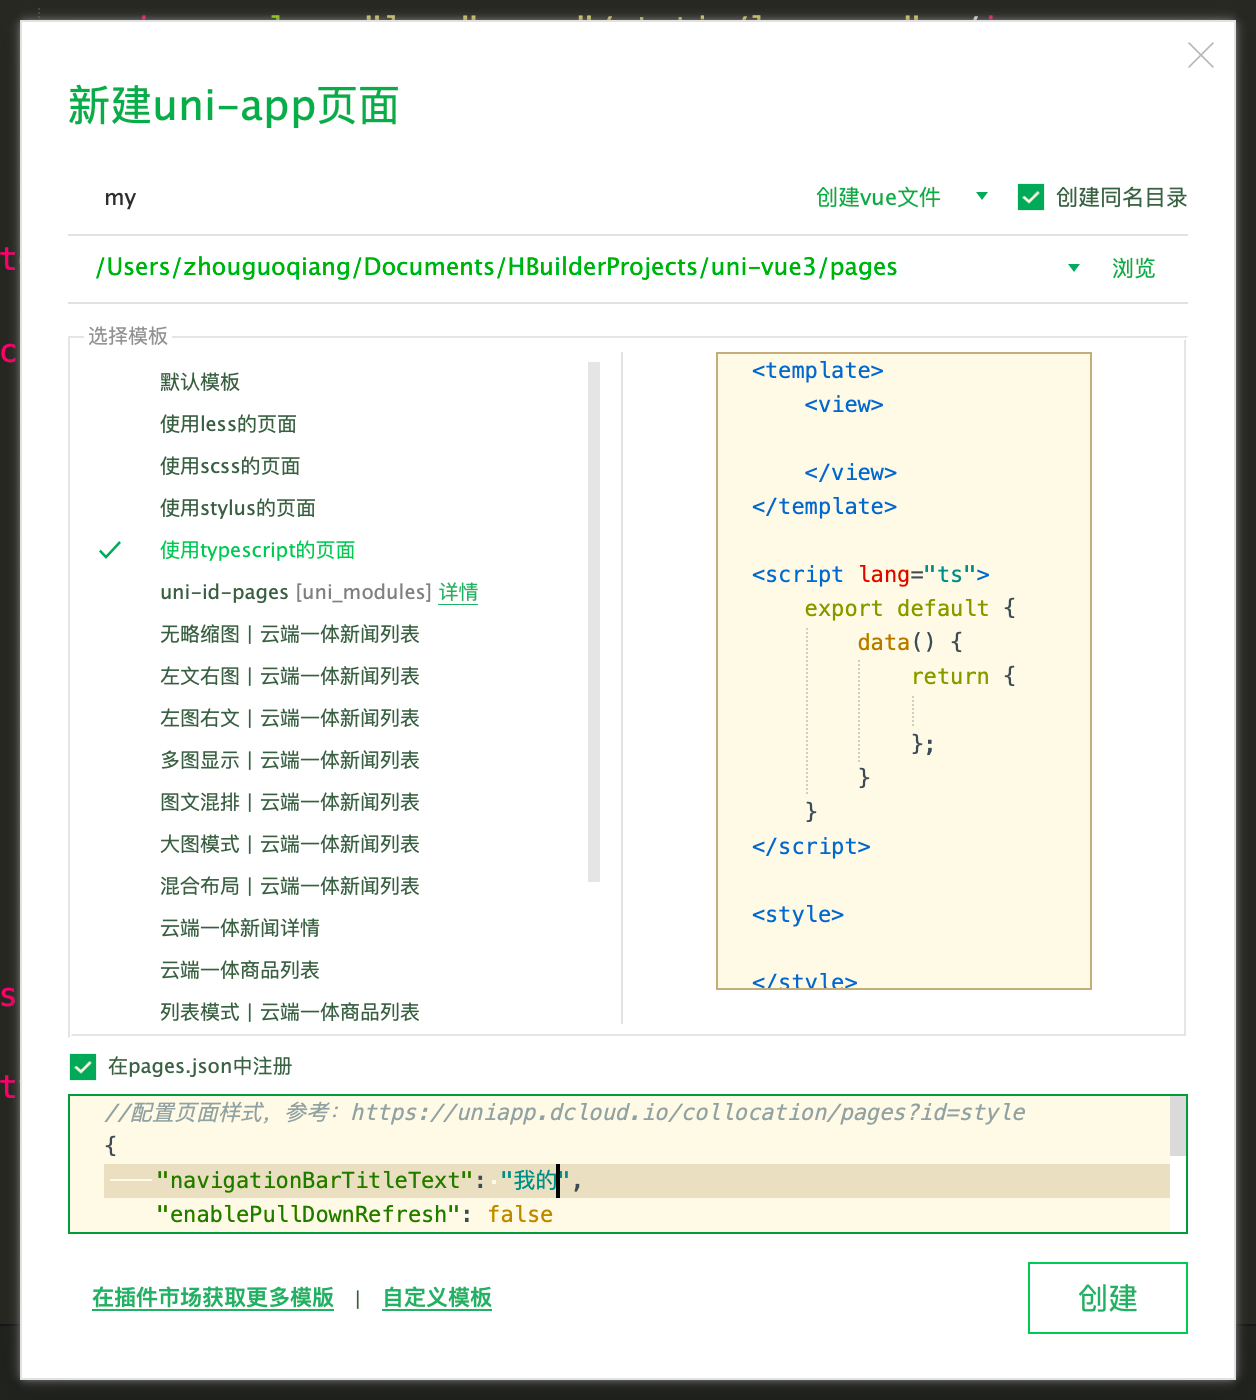 新建uni-app页面
my 创建vue文件 创建同名目录
/Users/zhouguoqiang/Documents/HBuilderProjects/uni-vue3/pages 浏览
选择模板
默认模板
使用less的页面
使用scss的页面
使用stylus的页面
使用typescript的页面
uni-id-pages [uni_modules] 详情
无略缩图 | 云端一体新闻列表
左文右图 | 云端一体新闻列表
左图右文 | 云端一体新闻列表
多图显示 | 云端一体新闻列表
图文混排 | 云端一体新闻列表
大图模式 | 云端一体新闻列表
混合布局 | 云端一体新闻列表
云端一体新闻详情
云端一体商品列表
列表模式 | 云端一体商品列表
<template>
<view>
</view>
</template>
<script lang="ts">
export default {
data() {
return {
};
}
}
</script>
<style>
</style>
在pages.json中注册
//配置页面样式，参考：https://uniapp.dcloud.io/collocation/pages?id=style
{
"navigationBarTitleText": "我的",
"enablePullDownRefresh": false
在插件市场获取更多模版 | 自定义模板
创建